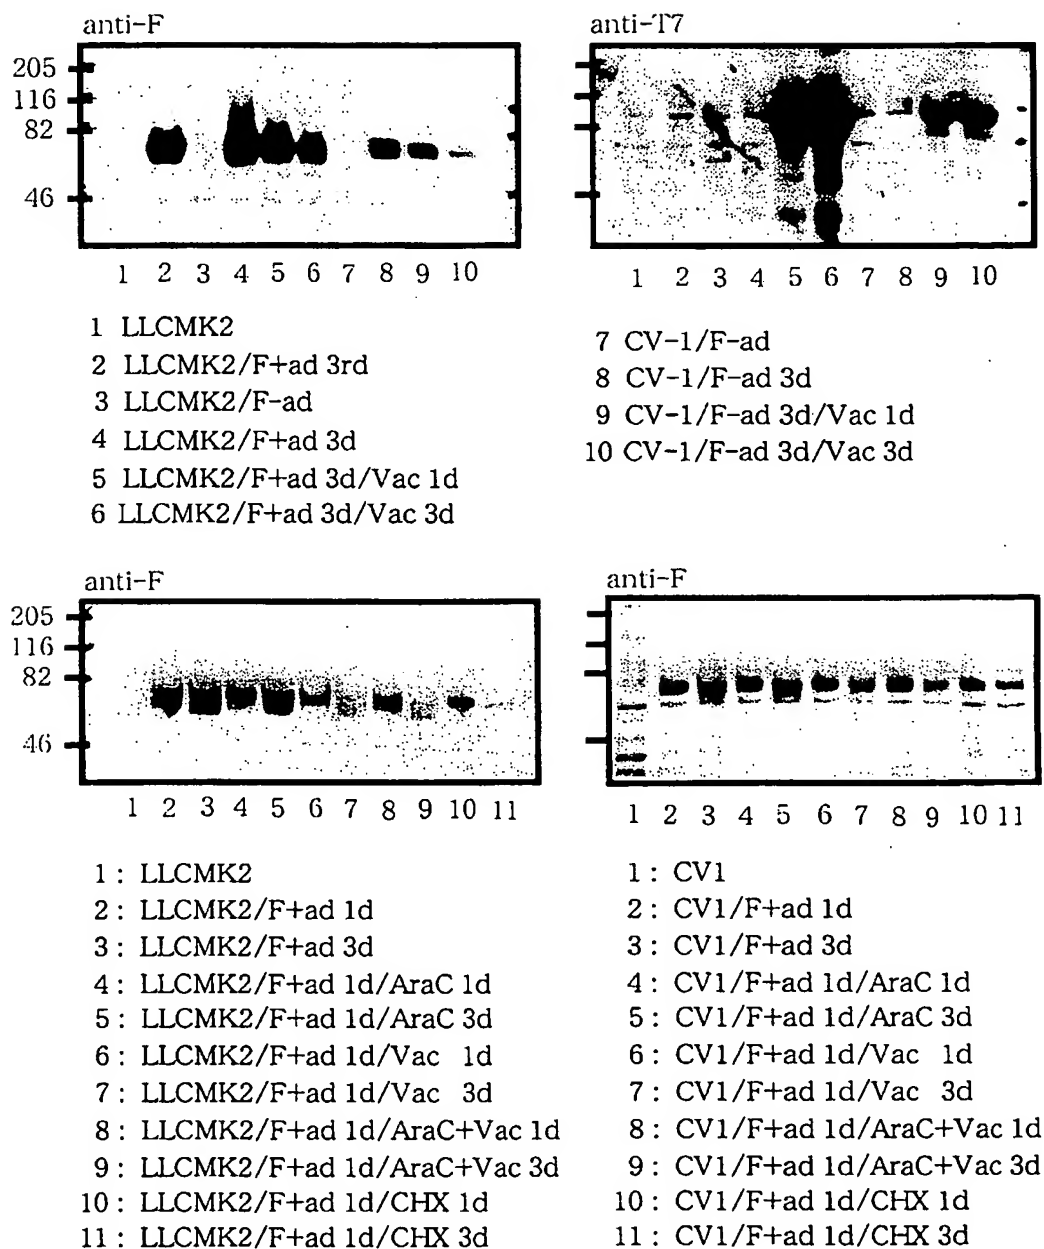 anti-F
205
116
82
46
1 2 3 4 5 6 7 8 9 10
1 LLCMK2
2 LLCMK2/F+ad 3rd
3 LLCMK2/F-ad
4 LLCMK2/F+ad 3d
5 LLCMK2/F+ad 3d/Vac 1d
6 LLCMK2/F+ad 3d/Vac 3d
anti-T7
1 2 3 4 5 6 7 8 9 10
7 CV-1/F-ad
8 CV-1/F-ad 3d
9 CV-1/F-ad 3d/Vac 1d
10 CV-1/F-ad 3d/Vac 3d
anti-F
205
116
82
46
1 2 3 4 5 6 7 8 9 10 11
1 : LLCMK2
2 : LLCMK2/F+ad 1d
3 : LLCMK2/F+ad 3d
4 : LLCMK2/F+ad 1d/AraC 1d
5 : LLCMK2/F+ad 1d/AraC 3d
6 : LLCMK2/F+ad 1d/Vac 1d
7 : LLCMK2/F+ad 1d/Vac 3d
8 : LLCMK2/F+ad 1d/AraC+Vac 1d
9 : LLCMK2/F+ad 1d/AraC+Vac 3d
10 : LLCMK2/F+ad 1d/CHX 1d
11 : LLCMK2/F+ad 1d/CHX 3d
anti-F
1 2 3 4 5 6 7 8 9 10 11
1 : CV1
2 : CV1/F+ad 1d
3 : CV1/F+ad 3d
4 : CV1/F+ad 1d/AraC 1d
5 : CV1/F+ad 1d/AraC 3d
6 : CV1/F+ad 1d/Vac 1d
7 : CV1/F+ad 1d/Vac 3d
8 : CV1/F+ad 1d/AraC+Vac 1d
9 : CV1/F+ad 1d/AraC+Vac 3d
10 : CV1/F+ad 1d/CHX 1d
11 : CV1/F+ad 1d/CHX 3d